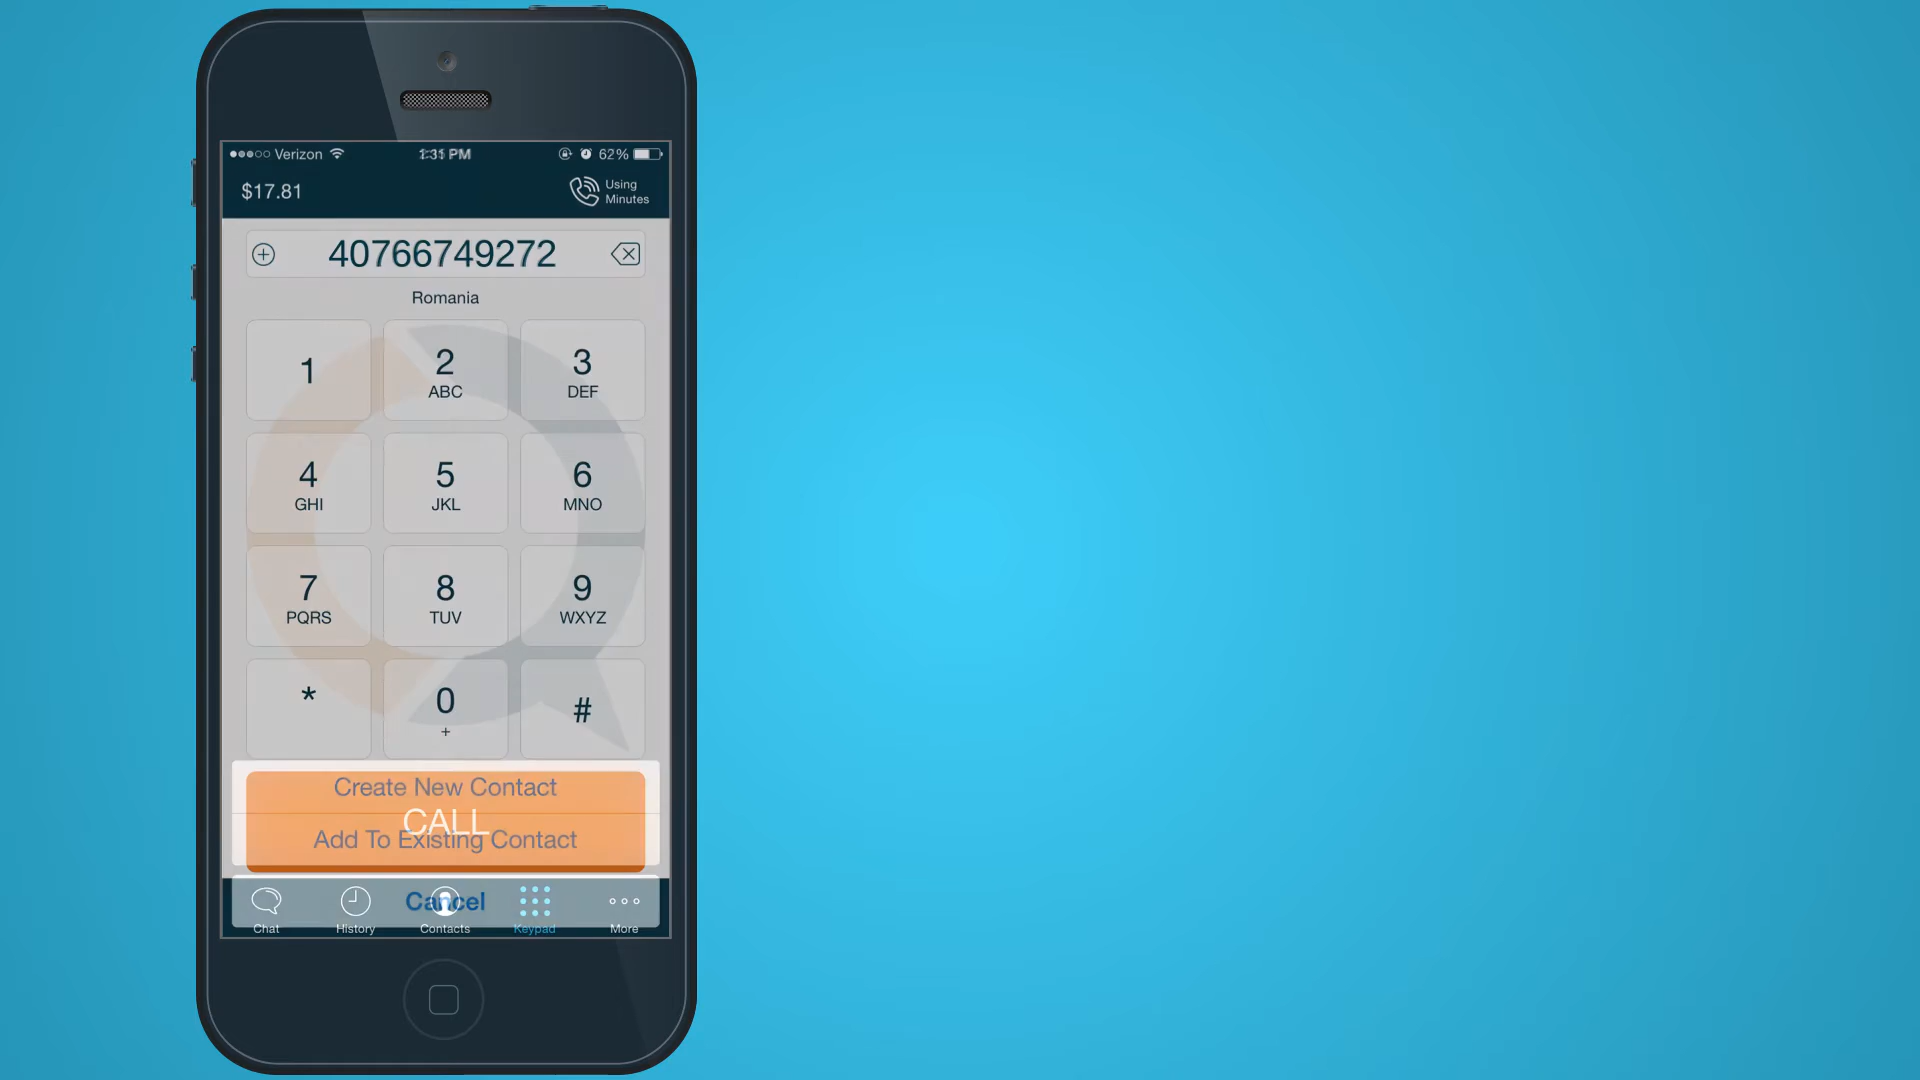 Verizon 1:31 PM 62%
$17.81
Using
Minutes
40766749272
Romania
1
2
ABC
3
DEF
4
GHI
5
JKL
6
MNO
7
PQRS
8
TUV
9
WXYZ
*
0
+
#
Create New Contact
CALL
Add To Existing Contact
Cancel
Chat
History
Contacts
Keypad
More